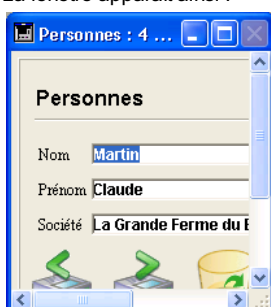 La fenêtre apparaît ainsi :
Personnes : 4 ...
Personnes
Nom Martin
Prénom Claude
Société La Grande Ferme du